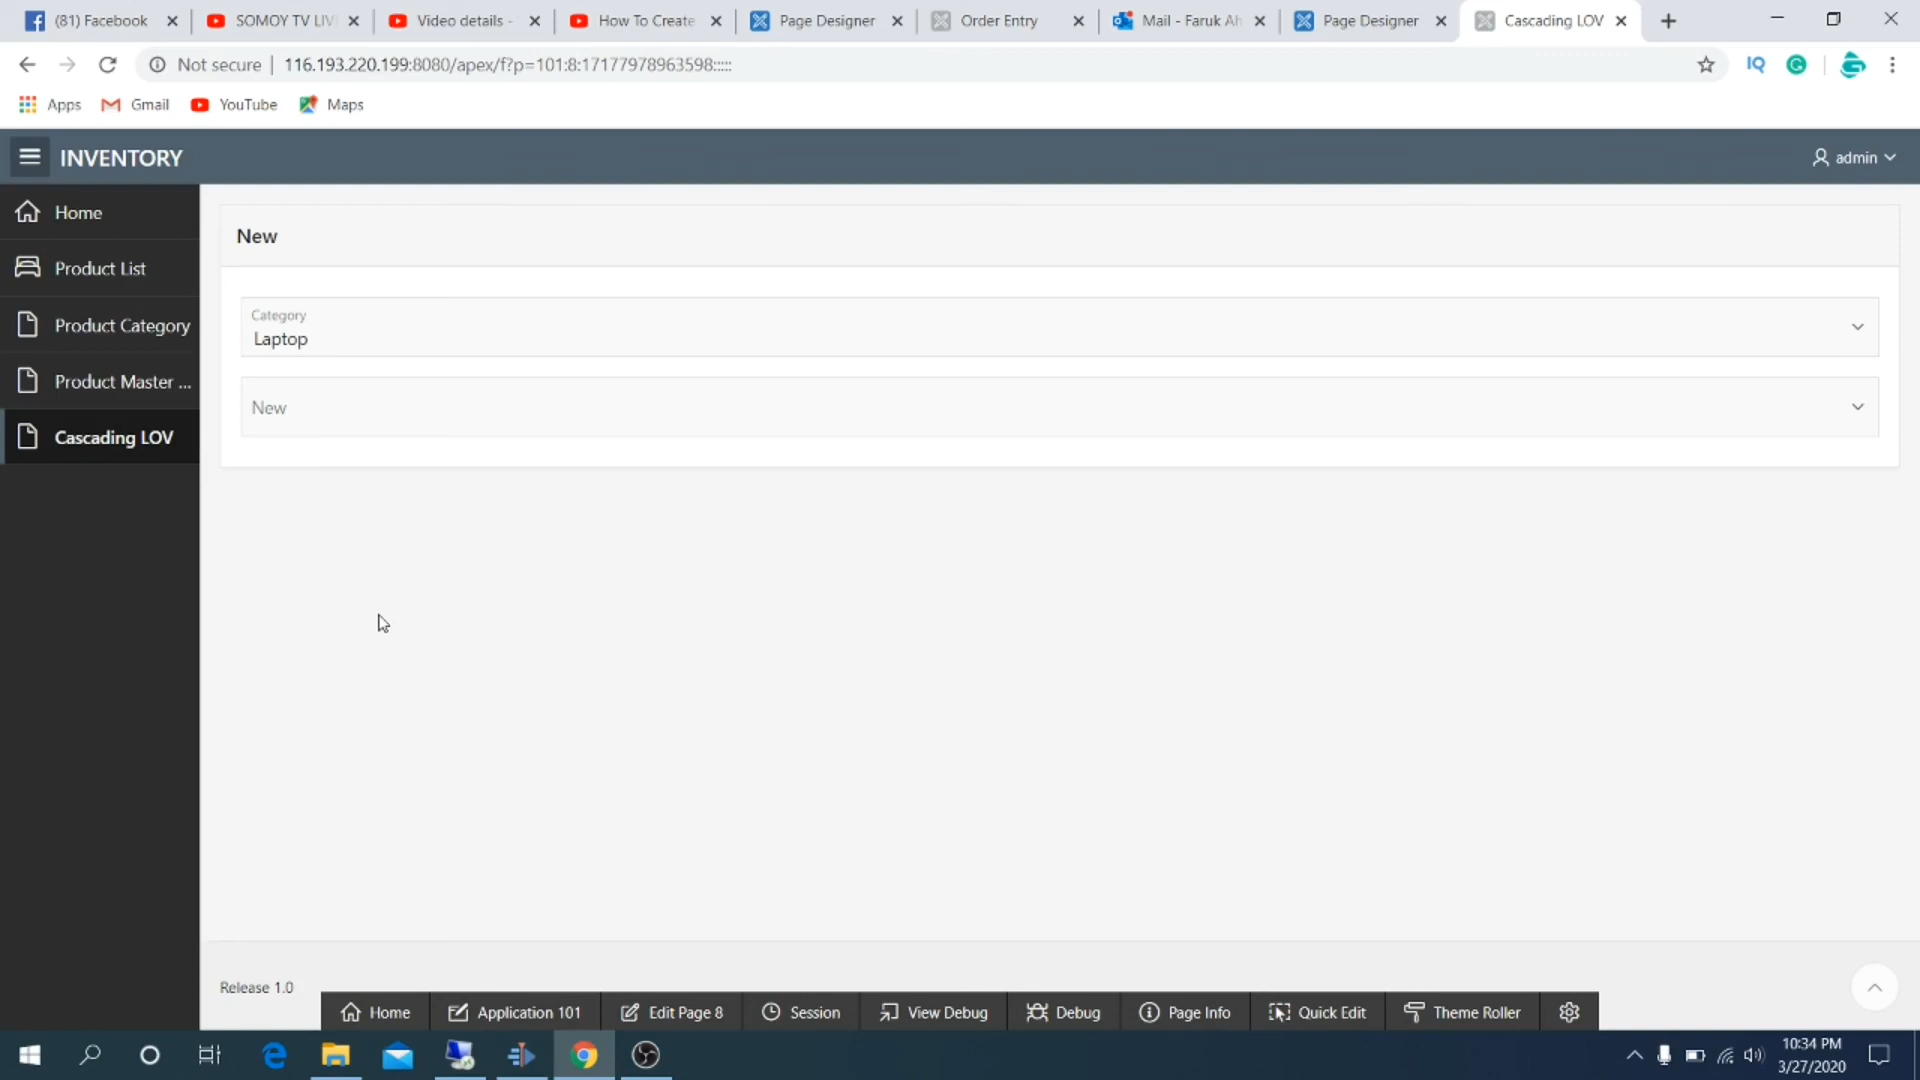 (81) Facebook
SOMOY TV LIV
Video details -
How To Create
Page Designer
Order Entry
Mail - Faruk Ah
Page Designer
Cascading LOV
Not secure
116.193.220.199:8080/apex/f?p=101:8:17177978963598:::::
IQ
Apps
Gmail
YouTube
Maps
INVENTORY
admin
Home
Product List
Product Category
Product Master ...
Cascading LOV
New
Category
Laptop
New
Release 1.0
Home
Application 101
Edit Page 8
Session
View Debug
Debug
Page Info
Quick Edit
Theme Roller
10:34 PM
3/27/2020